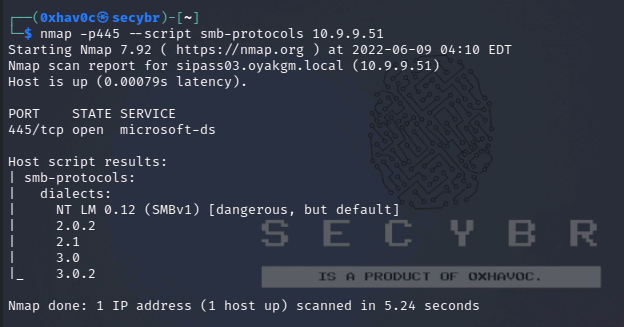 ┌──(0xhav0c㉿secybr)-[~]
└─$ nmap -p445 --script smb-protocols 10.9.9.51
Starting Nmap 7.92 ( https://nmap.org ) at 2022-06-09 04:10 EDT
Nmap scan report for sipass03.oyakgm.local (10.9.9.51)
Host is up (0.00079s latency).

PORT    STATE SERVICE
445/tcp open  microsoft-ds

Host script results:
| smb-protocols:
|   dialects:
|     NT LM 0.12 (SMBv1) [dangerous, but default]
|     2.0.2
|     2.1
|     3.0
|_    3.0.2
SECYBR
IS A PRODUCT OF 0XHAV0C.

Nmap done: 1 IP address (1 host up) scanned in 5.24 seconds